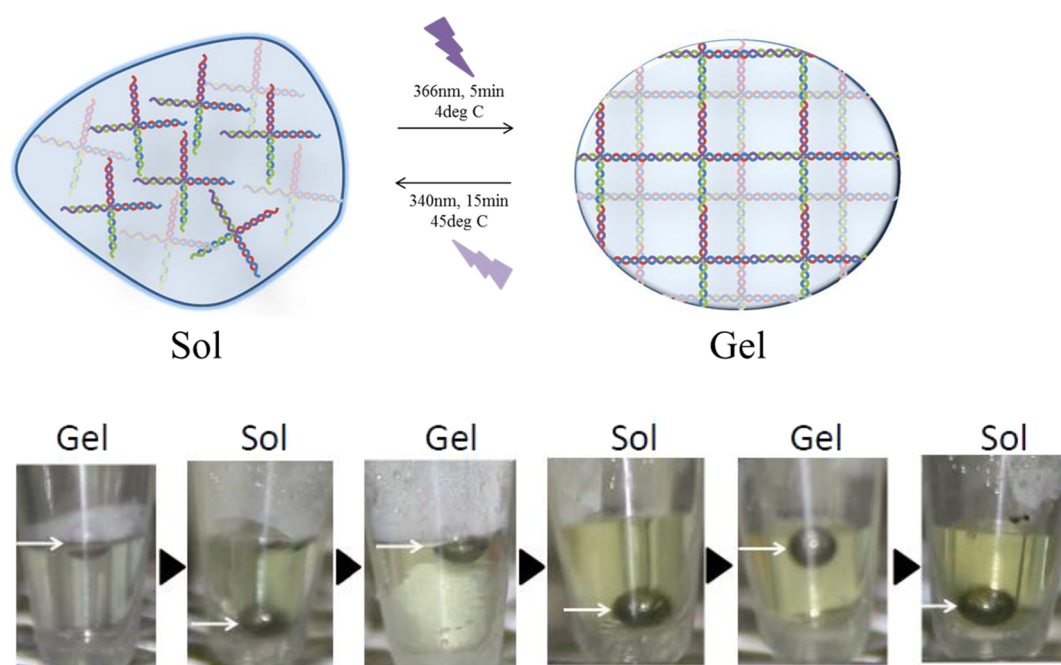 366nm, 5min
4deg C
340nm, 15min
45deg C
Sol
Gel
Gel
Sol
Gel
Sol
Gel
Sol